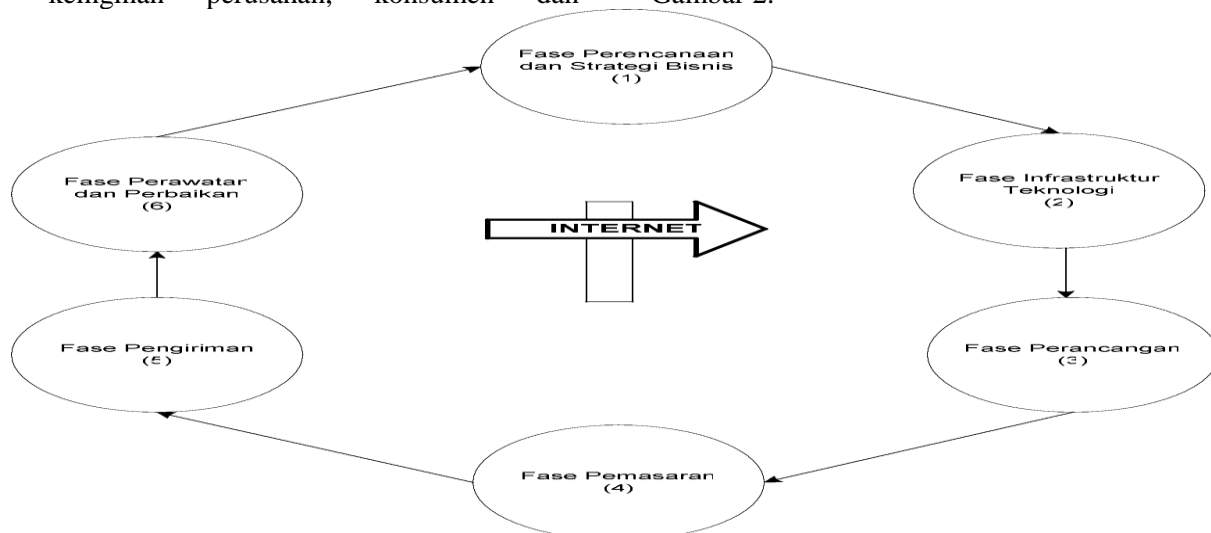 keinginan perusahan, konsumen dan Gambar 2.
Fase Perencanaan
dan Strategi Bisnis
(1)
Fase Infrastruktur
Teknologi
(2)
Fase Perancangan
(3)
Fase Pemasaran
(4)
Fase Pengiriman
(5)
Fase Perawatan
dan Perbaikan
(6)
INTERNET